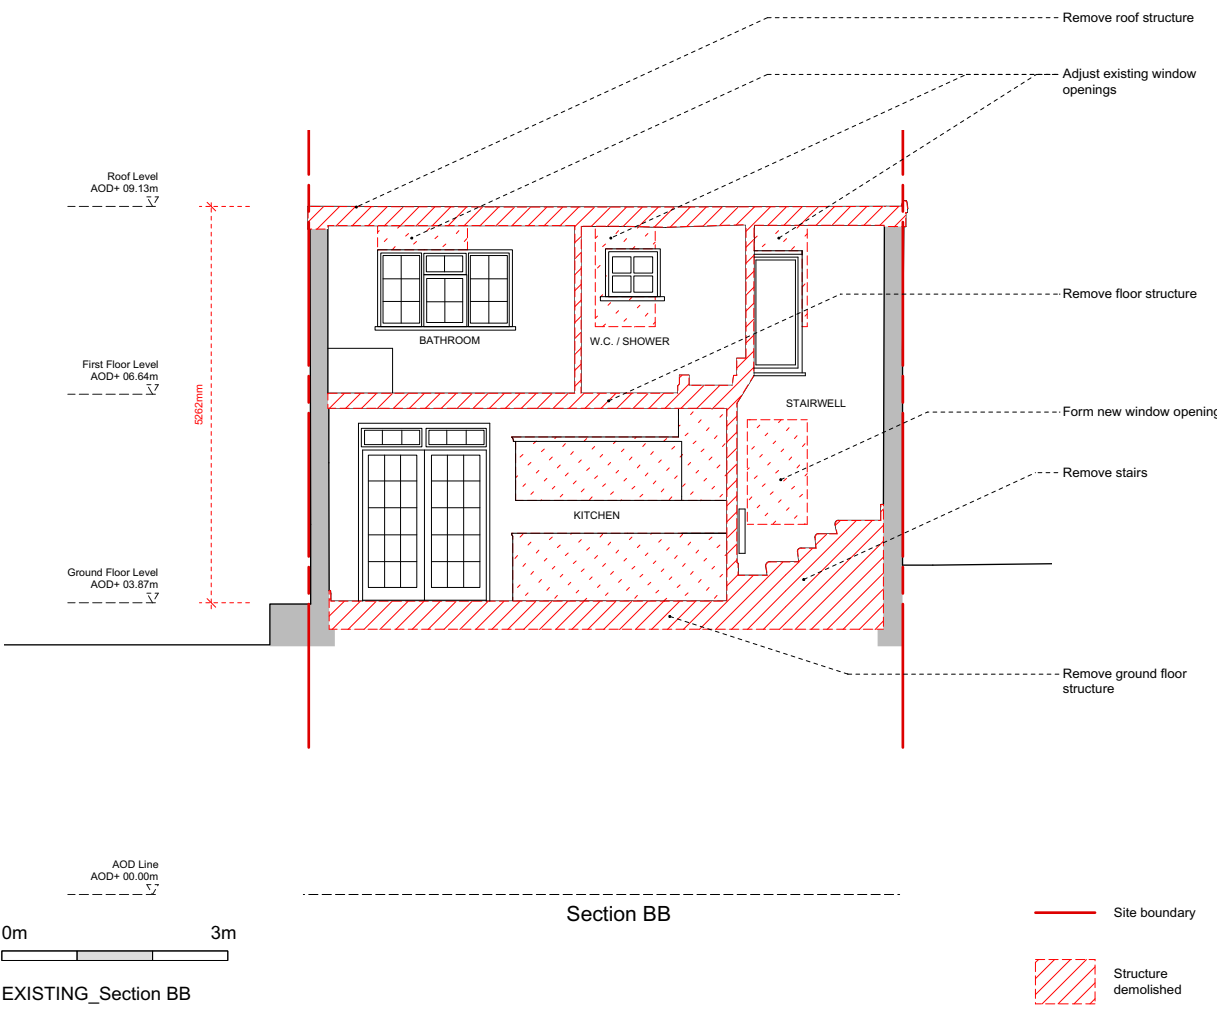 Remove roof structure
Adjust existing window
openings
Roof Level
AOD+ 09.13m
Remove floor structure
BATHROOM
W.C. / SHOWER
First Floor Level
AOD+ 06.64m
5262mm
STAIRWELL
Form new window opening
Remove stairs
KITCHEN
Ground Floor Level
AOD+ 03.87m
Remove ground floor
structure
AOD Line
AOD+ 00.00m
Section BB
0m 3m
EXISTING_Section BB
Site boundary
Structure
demolished